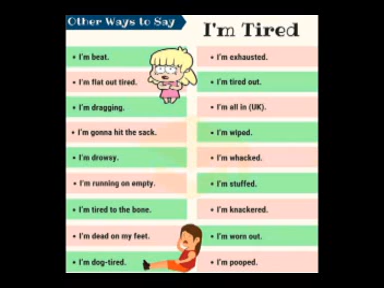 Other Ways to Say
I'm Tired
• I'm beat.
• I'm flat out tired.
• I'm dragging.
• I'm gonna hit the sack.
• I'm drowsy.
• I'm running on empty.
• I'm tired to the bone.
• I'm dead on my feet.
• I'm dog-tired.
• I'm exhausted.
• I'm tired out.
• I'm all in (UK).
• I'm wiped.
• I'm whacked.
• I'm stuffed.
• I'm knackered.
• I'm worn out.
• I'm pooped.